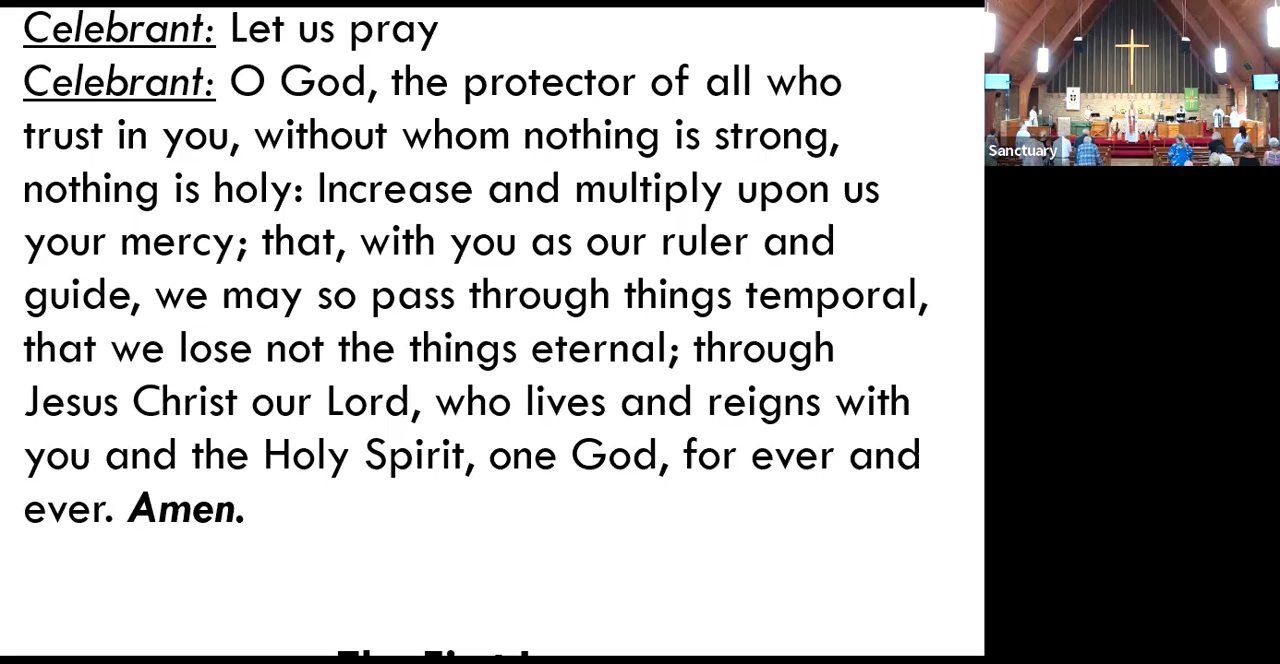 Celebrant: Let us pray
Celebrant: O God, the protector of all who
trust in you, without whom nothing is strong,
nothing is holy: Increase and multiply upon us
your mercy; that, with you as our ruler and
guide, we may so pass through things temporal,
that we lose not the things eternal; through
Jesus Christ our Lord, who lives and reigns with
you and the Holy Spirit, one God, for ever and
ever. Amen.
Sanctuary